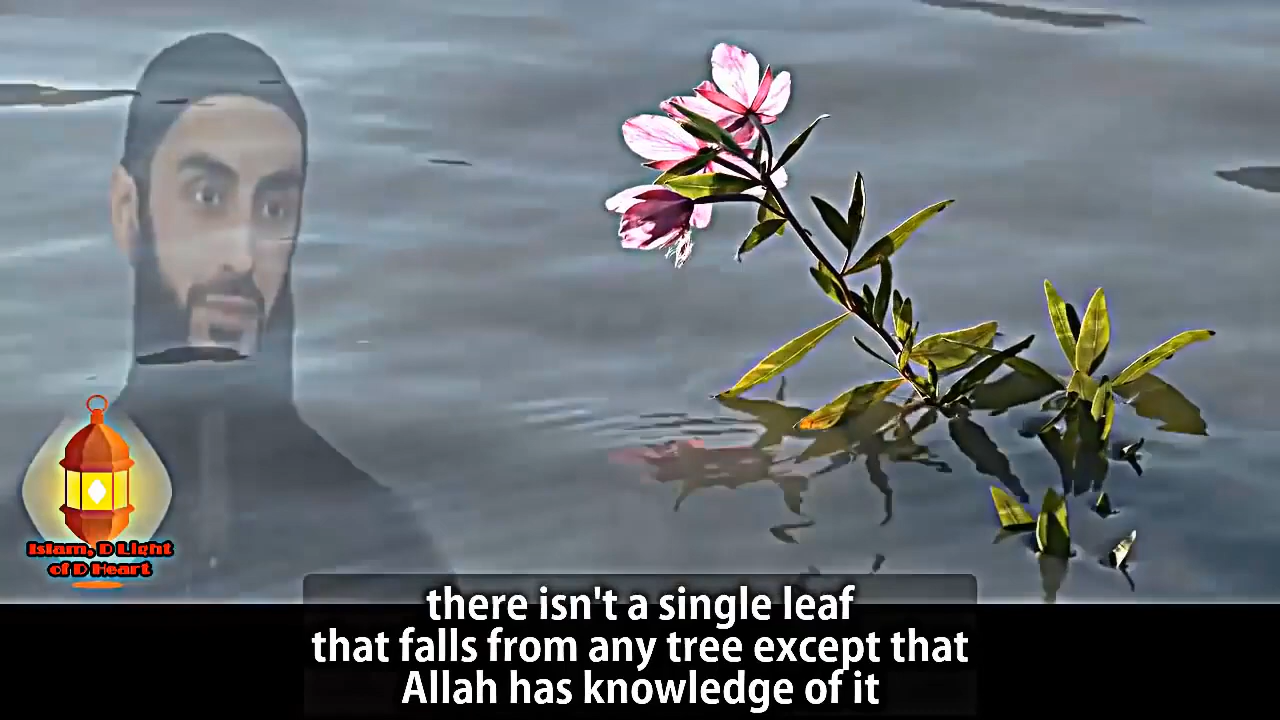 Islam, D Light
of D Heart
there isn't a single leaf
that falls from any tree except that
Allah has knowledge of it